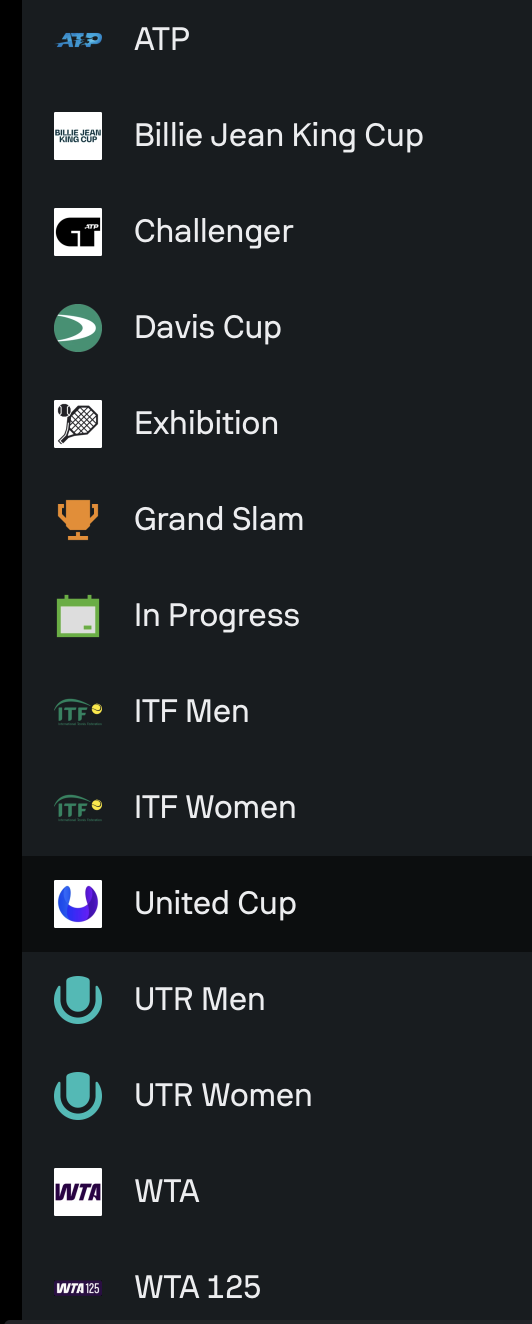 ATP ATP
BILLIE JEAN
KING CUP
Billie Jean King Cup
GT ATP Challenger
Davis Cup
Exhibition
Grand Slam
In Progress
ITF ITF Men
ITF ITF Women
United Cup
UTR Men
UTR Women
WTA WTA
WTA 125 WTA 125